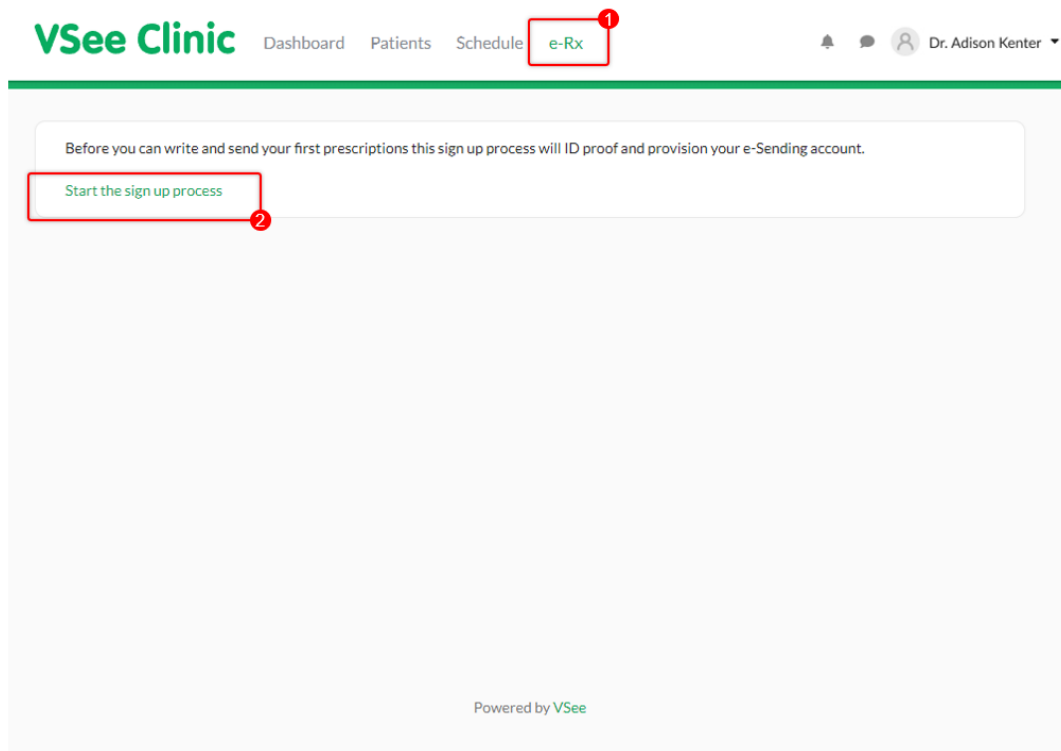 1
VSee Clinic Dashboard Patients Schedule e-Rx Dr. Adison Kenter
Before you can write and send your first prescriptions this sign up process will ID proof and provision your e-Sending account.
Start the sign up process
2
Powered by VSee